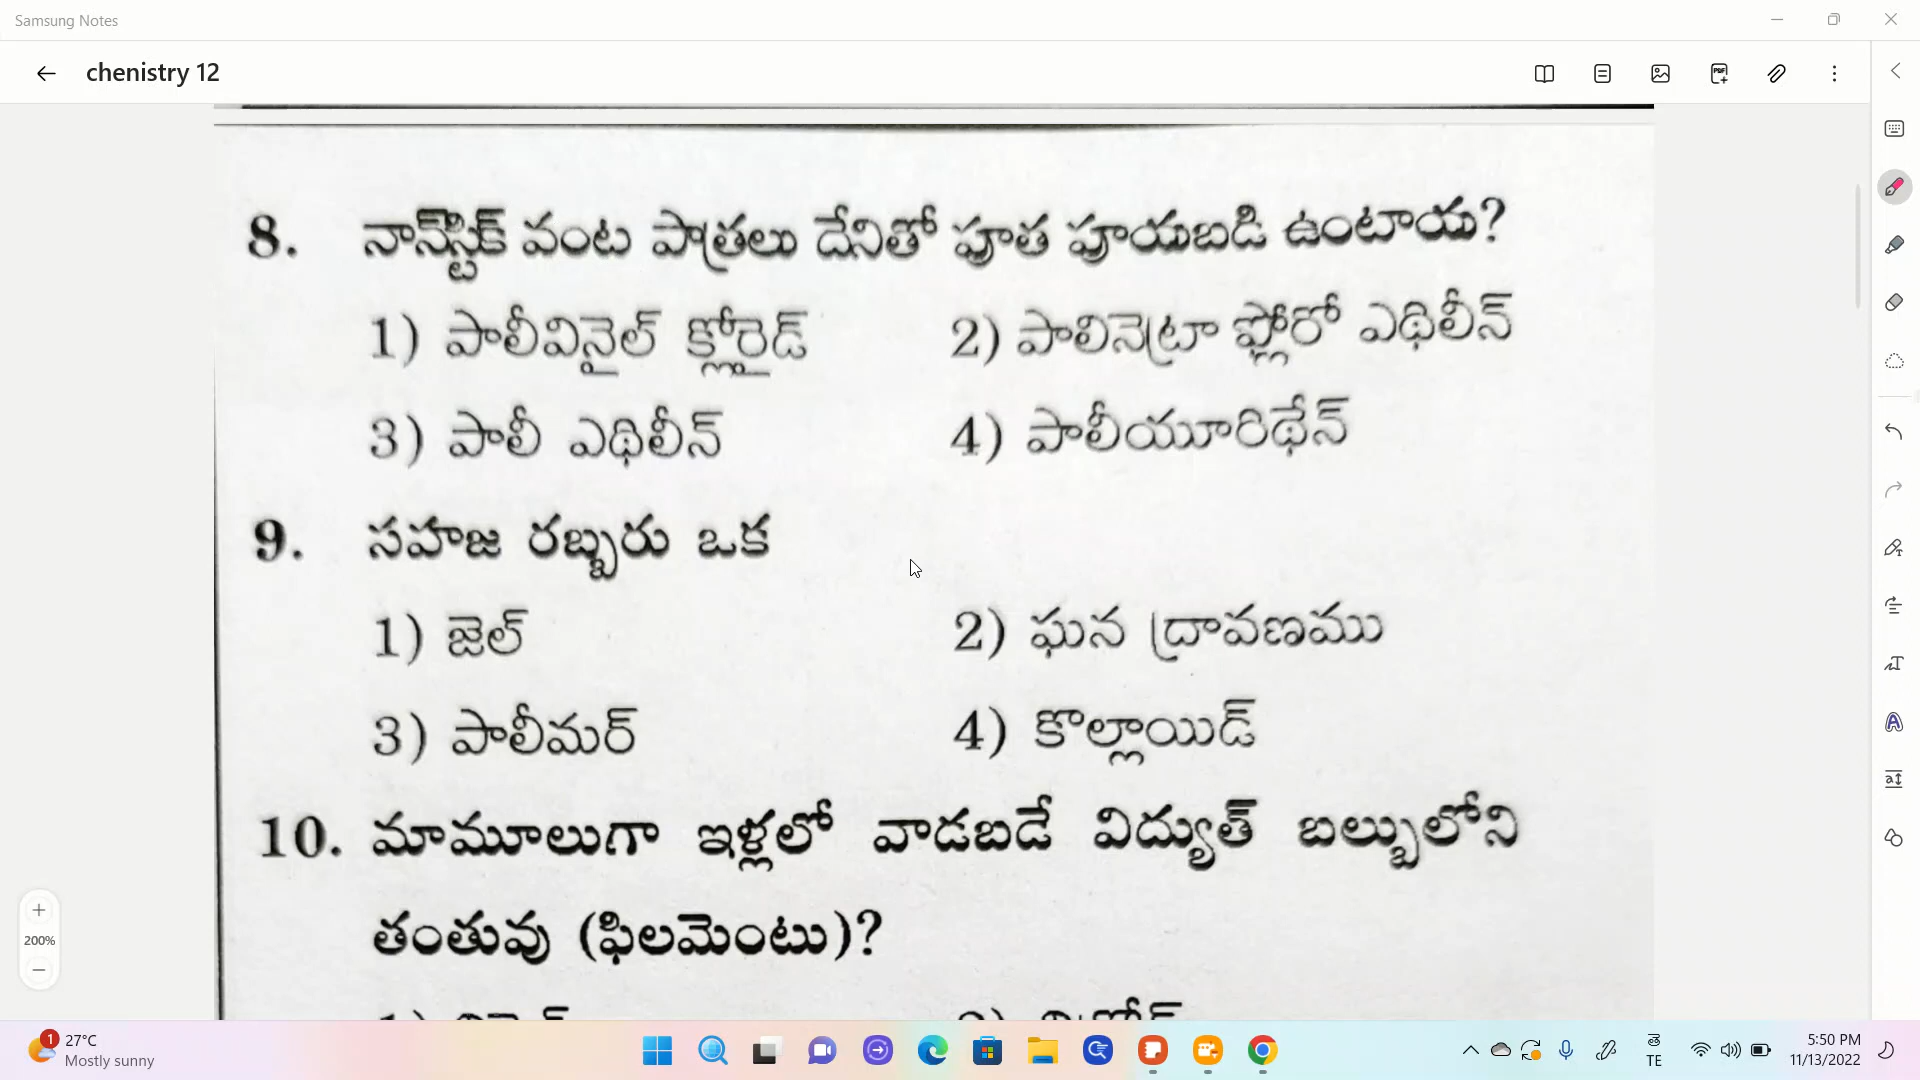 Samsung Notes
chenistry 12
8. నాన్‌స్టిక్ వంట పాత్రలు దేనితో పూత పూయబడి ఉంటాయ?
1) పాలీవినైల్ క్లోరైడ్ 2) పాలినెట్రా ఫ్లోరో ఎథిలీన్
3) పాలీ ఎథిలీన్ 4) పాలీయూరిథేన్
9. సహజ రబ్బరు ఒక
1) జెల్ 2) ఘన ద్రావణము
3) పాలీమర్ 4) కొల్లాయిడ్
10. మామూలుగా ఇళ్లలో వాడబడే విద్యుత్ బల్బులోని
తంతువు (ఫిలమెంటు)?
200%
1
27°C
Mostly sunny
TE
5:50 PM
11/13/2022